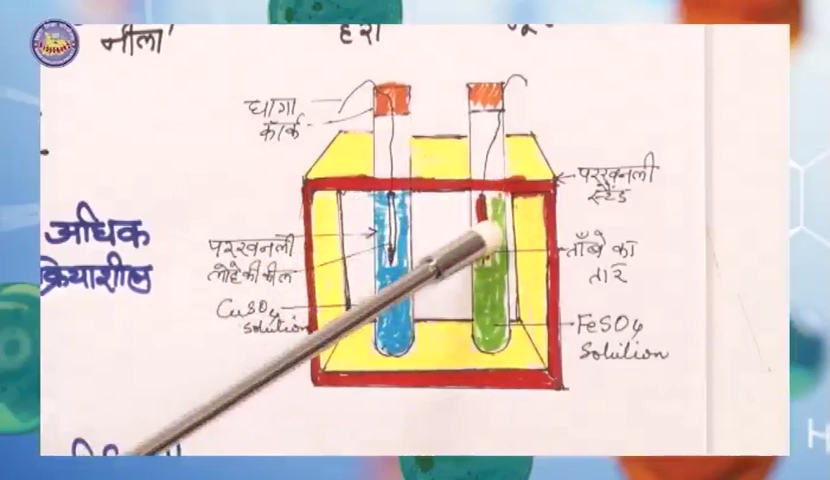 नीला
हरा
धागा
कॉर्क
परखनली
स्टैंड
अधिक
क्रियाशील
परखनली
लोहे की कील
CuSO4
solution
ताँबे का
तार
FeSO4
Solution
H